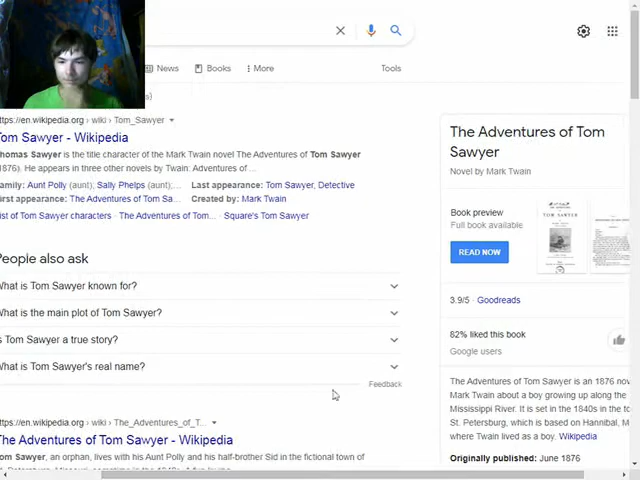 News
Books
More
Tools
ttps://en.wikipedia.org › wiki › Tom_Sawyer
om Sawyer - Wikipedia
homas Sawyer is the title character of the Mark Twain novel The Adventures of Tom Sawyer
1876). He appears in three other novels by Twain: Adventures of ...
amily: Aunt Polly (aunt); Sally Phelps (aunt);... Last appearance: Tom Sawyer, Detective
irst appearance: The Adventures of Tom Sa... Created by: Mark Twain
ist of Tom Sawyer characters · The Adventures of Tom... · Square's Tom Sawyer
People also ask
What is Tom Sawyer known for?
What is the main plot of Tom Sawyer?
s Tom Sawyer a true story?
What is Tom Sawyer's real name?
Feedback
ttps://en.wikipedia.org › wiki › The_Adventures_of_T...
The Adventures of Tom Sawyer - Wikipedia
om Sawyer, an orphan, lives with his Aunt Polly and his half-brother Sid in the fictional town of
The Adventures of Tom
Sawyer
Novel by Mark Twain
Book preview
Full book available
READ NOW
TOM SAWYER
3.9/5 · Goodreads
82% liked this book
Google users
The Adventures of Tom Sawyer is an 1876 nov
Mark Twain about a boy growing up along the
Mississippi River. It is set in the 1840s in the to
St. Petersburg, which is based on Hannibal, M
where Twain lived as a boy. Wikipedia
Originally published: June 1876